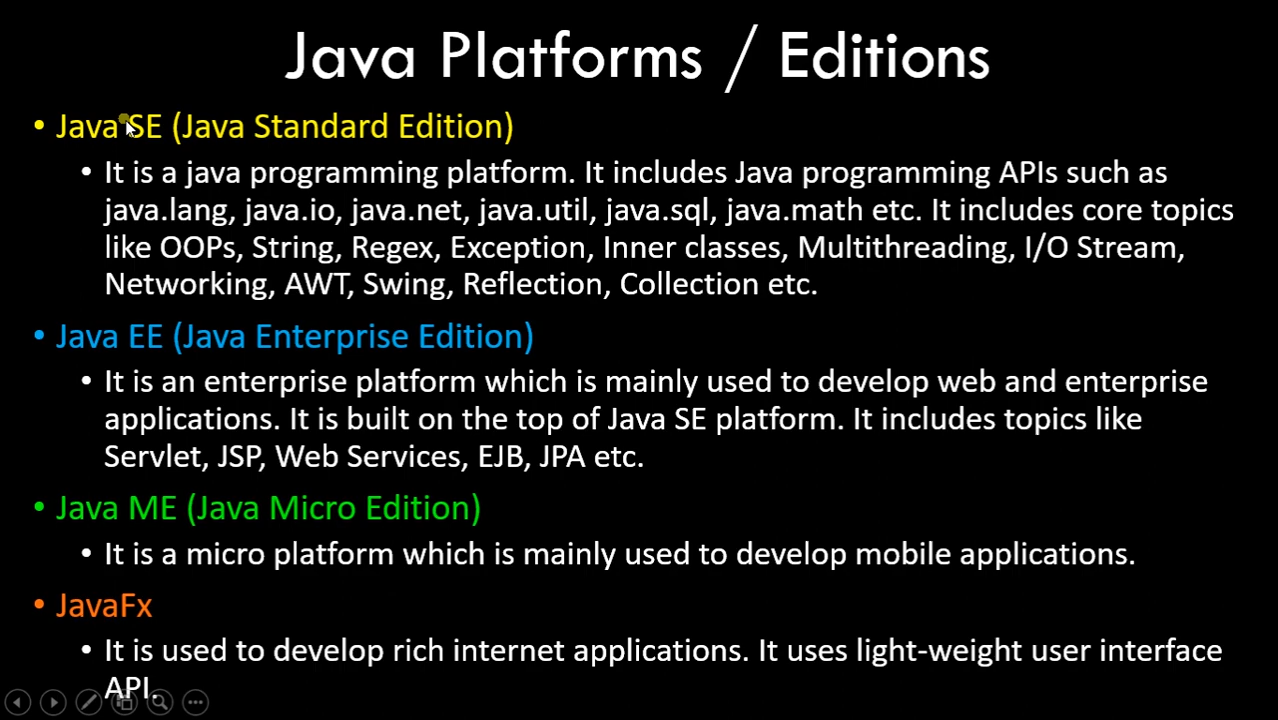 Java Platforms / Editions
• Java SE (Java Standard Edition)
• It is a java programming platform. It includes Java programming APIs such as
java.lang, java.io, java.net, java.util, java.sql, java.math etc. It includes core topics
like OOPs, String, Regex, Exception, Inner classes, Multithreading, I/O Stream,
Networking, AWT, Swing, Reflection, Collection etc.
• Java EE (Java Enterprise Edition)
• It is an enterprise platform which is mainly used to develop web and enterprise
applications. It is built on the top of Java SE platform. It includes topics like
Servlet, JSP, Web Services, EJB, JPA etc.
• Java ME (Java Micro Edition)
• It is a micro platform which is mainly used to develop mobile applications.
• JavaFx
• It is used to develop rich internet applications. It uses light-weight user interface
API.